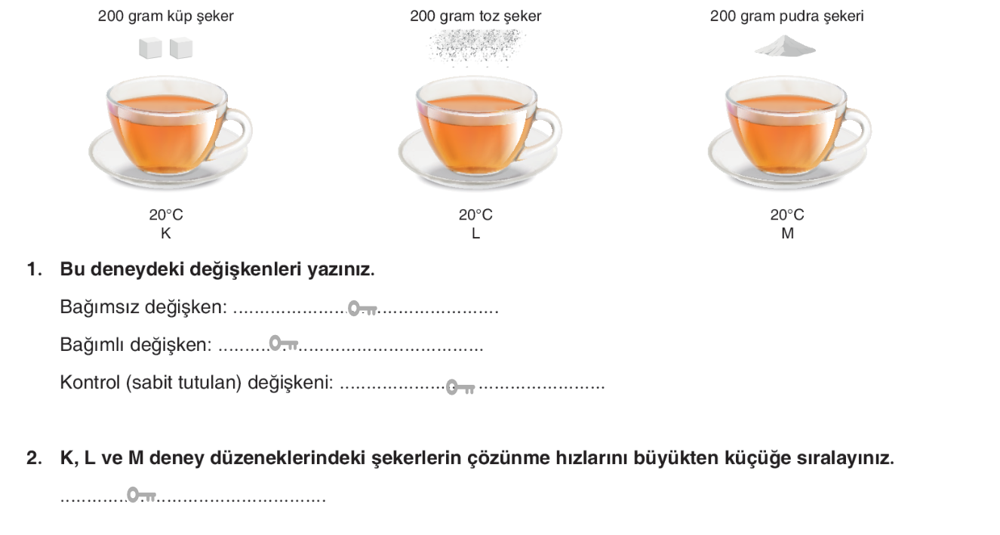 200 gram küp şeker 200 gram toz şeker 200 gram pudra şekeri
20°C 20°C 20°C
K L M
1. Bu deneydeki değişkenleri yazınız.
Bağımsız değişken: ..................................................
Bağımlı değişken: ..................................................
Kontrol (sabit tutulan) değişkeni: ..................................................
2. K, L ve M deney düzeneklerindeki şekerlerin çözünme hızlarını büyükten küçüğe sıralayınız.
..................................................